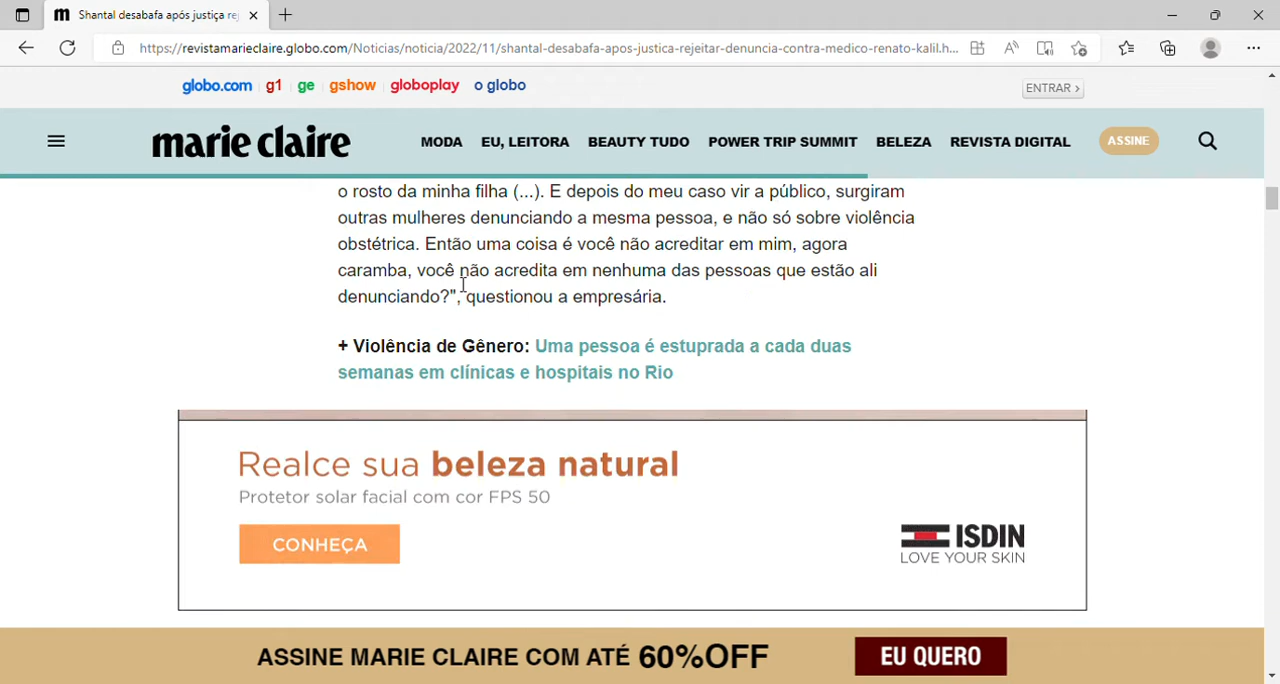 Shantal desabafa após justiça re
https://revistamarieclaire.globo.com/Noticias/noticia/2022/11/shantal-desabafa-apos-justica-rejeitar-denuncia-contra-medico-renato-kalil.h...
globo.com g1 ge gshow globoplay o globo ENTRAR
marie claire MODA EU, LEITORA BEAUTY TUDO POWER TRIP SUMMIT BELEZA REVISTA DIGITAL ASSINE
o rosto da minha filha (...). E depois do meu caso vir a público, surgiram
outras mulheres denunciando a mesma pessoa, e não só sobre violência
obstétrica. Então uma coisa é você não acreditar em mim, agora
caramba, você não acredita em nenhuma das pessoas que estão ali
denunciando?", questionou a empresária.
+ Violência de Gênero: Uma pessoa é estuprada a cada duas
semanas em clínicas e hospitais no Rio
Realce sua beleza natural
Protetor solar facial com cor FPS 50
CONHEÇA
ISDIN
LOVE YOUR SKIN
ASSINE MARIE CLAIRE COM ATÉ 60%OFF EU QUERO